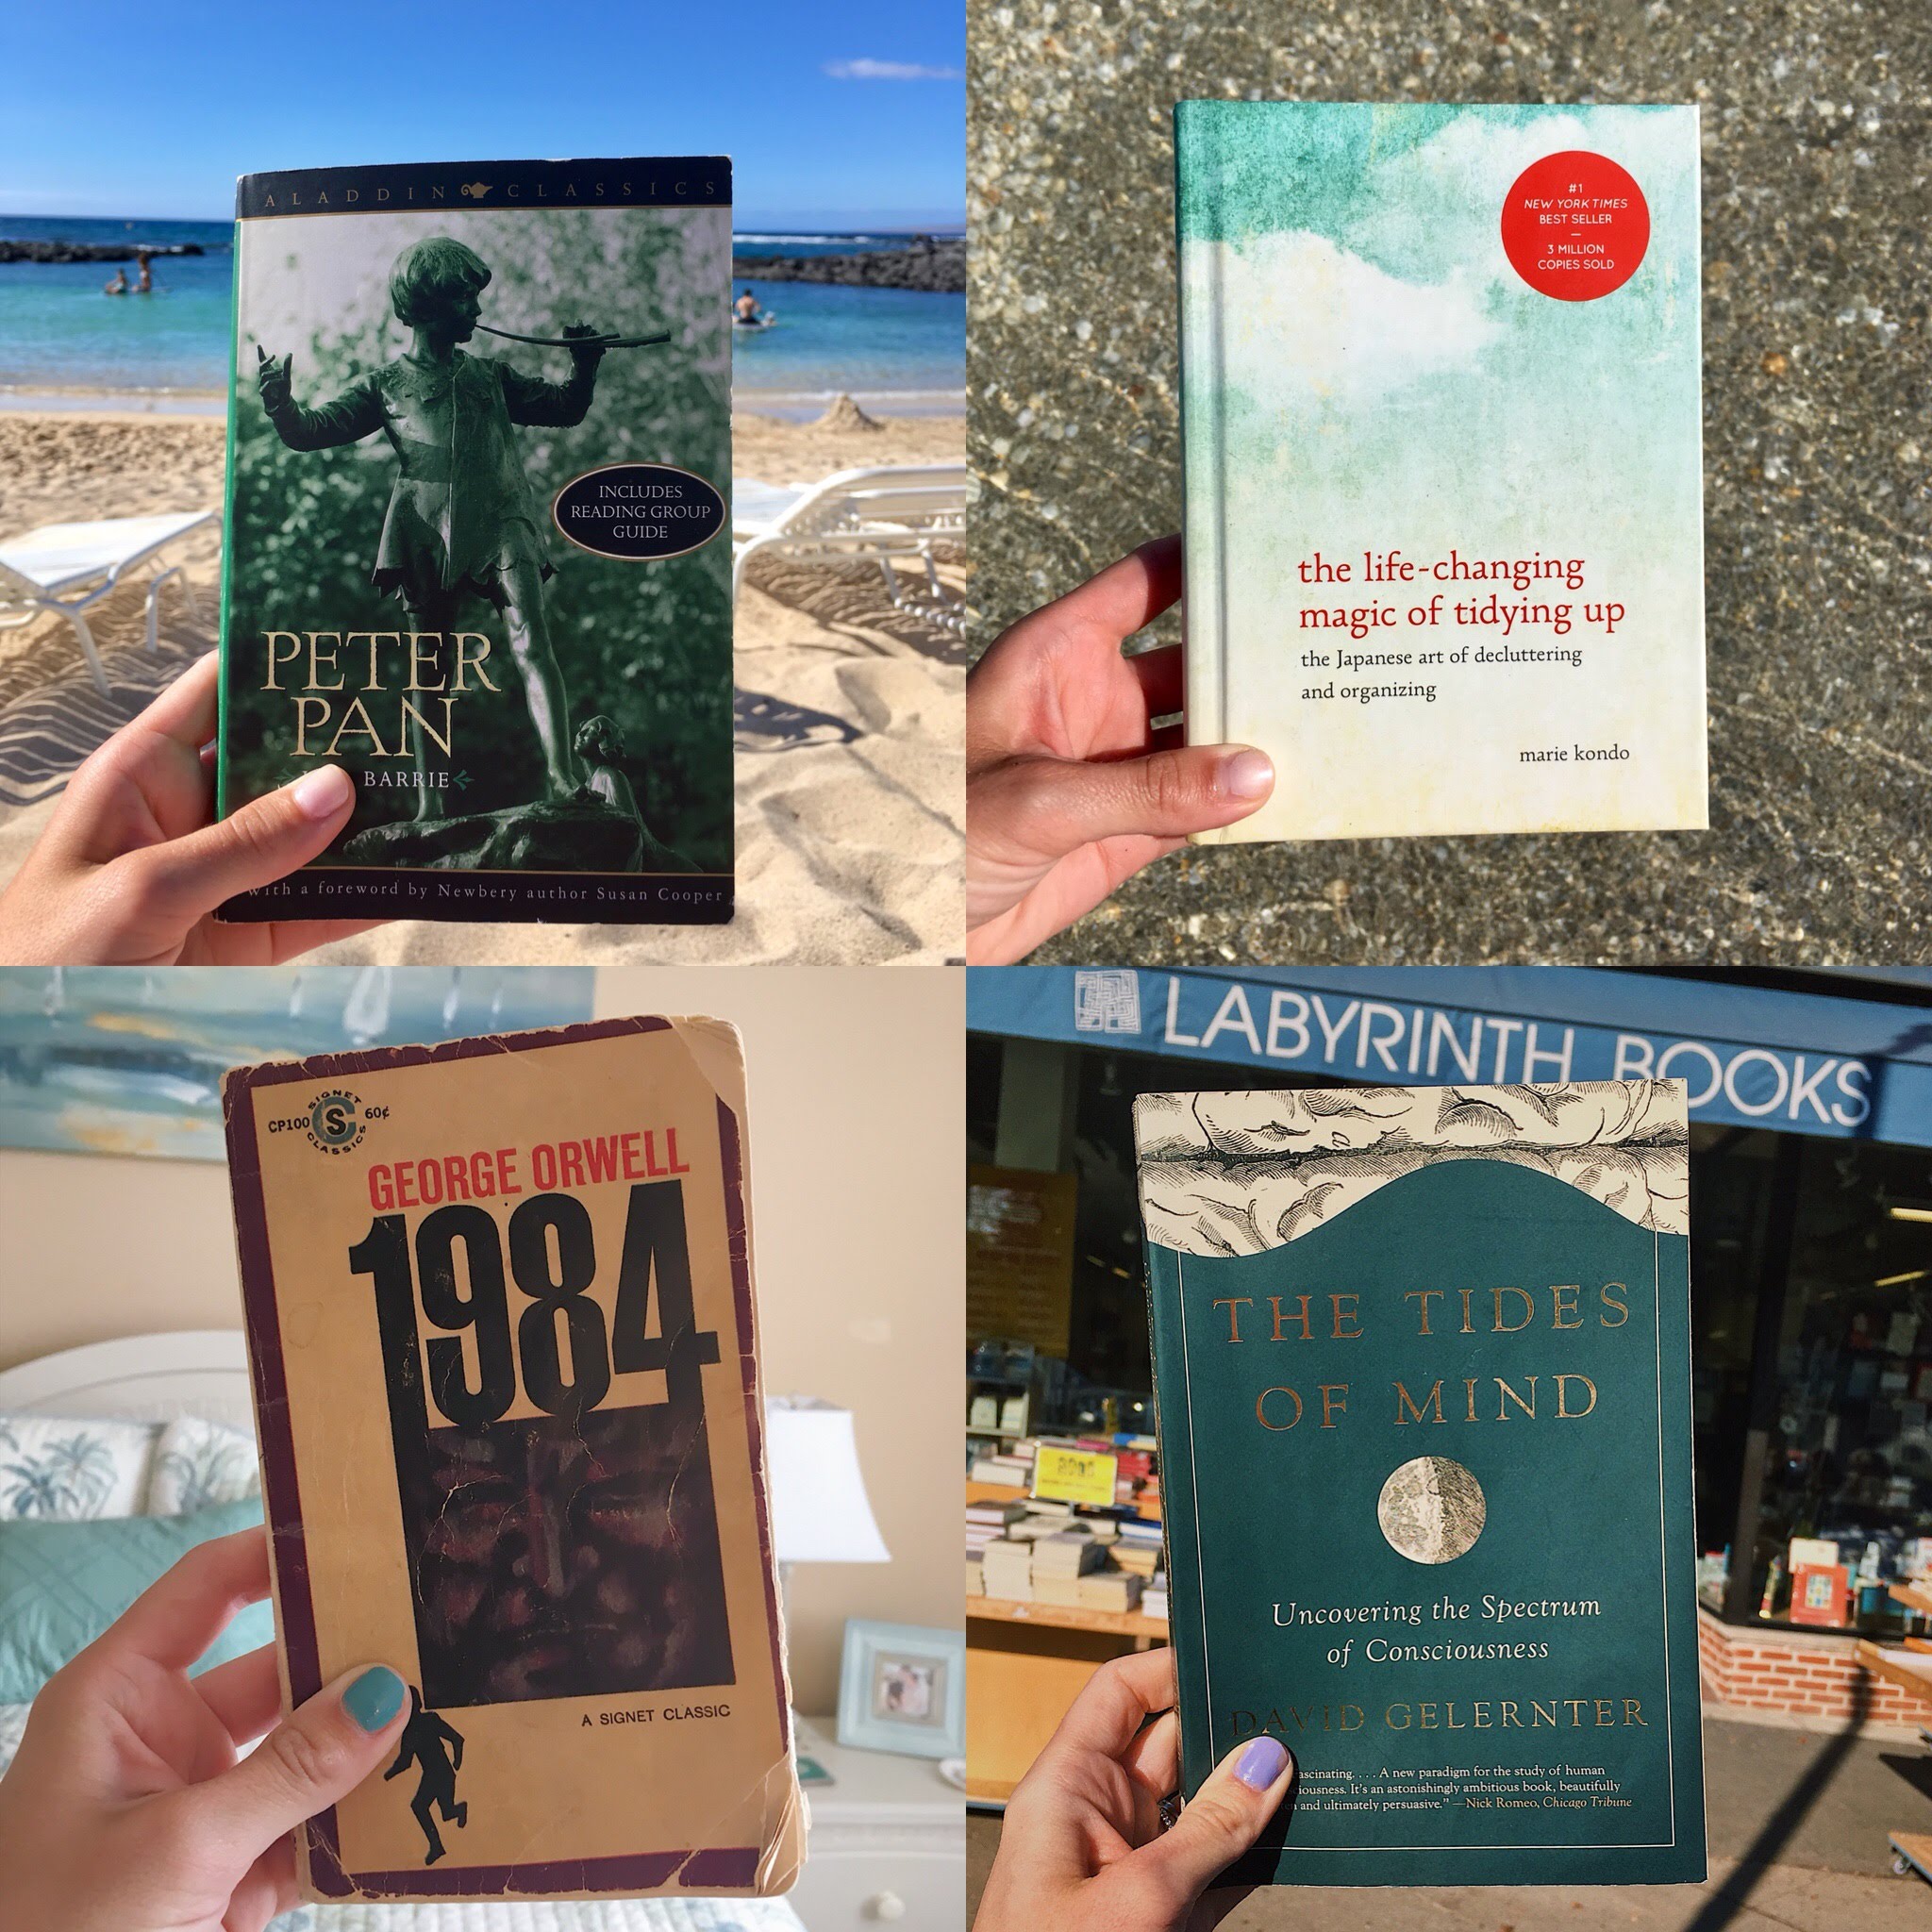 ALADDIN CLASSICS
INCLUDES
READING GROUP
GUIDE
PETER
PAN
BARRIE
with a foreword by Newbery author Susan Cooper
#1
NEW YORK TIMES
BEST SELLER
3 MILLION
COPIES SOLD
the life-changing
magic of tidying up
the Japanese art of decluttering
and organizing
marie kondo
CP100 SIGNET CLASSICS 60¢
SC
GEORGE ORWELL
1984
A SIGNET CLASSIC
LABYRINTH BOOKS
THE TIDES
OF MIND
Uncovering the Spectrum
of Consciousness
DAVID GELERNTER
ascinating. . . . A new paradigm for the study of human
iousness. It's an astonishingly ambitious book, beautifully
and ultimately persuasive." —Nick Romeo, Chicago Tribune